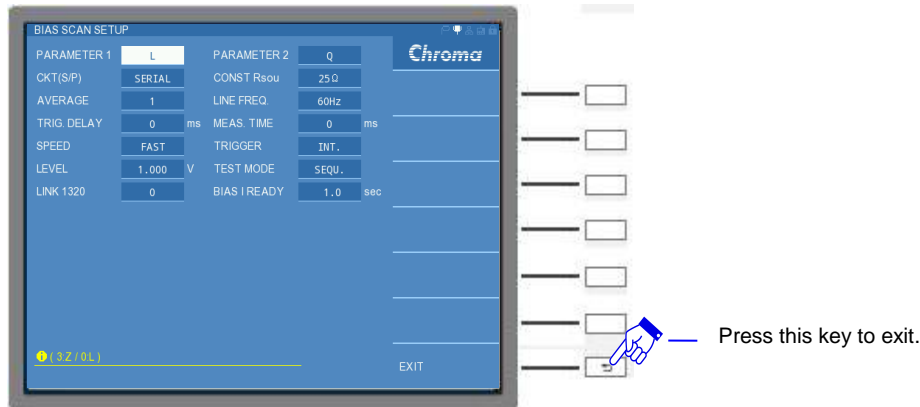 BIAS SCAN SETUP
Chroma
PARAMETER 1 L PARAMETER 2 Q
CKT(S/P) SERIAL CONST Rsou 25Ω
AVERAGE 1 LINE FREQ. 60Hz
TRIG. DELAY 0 ms MEAS. TIME 0 ms
SPEED FAST TRIGGER INT.
LEVEL 1.000 V TEST MODE SEQU.
LINK 1320 0 BIAS I READY 1.0 sec
( 3:Z / 0:L )
EXIT
Press this key to exit.